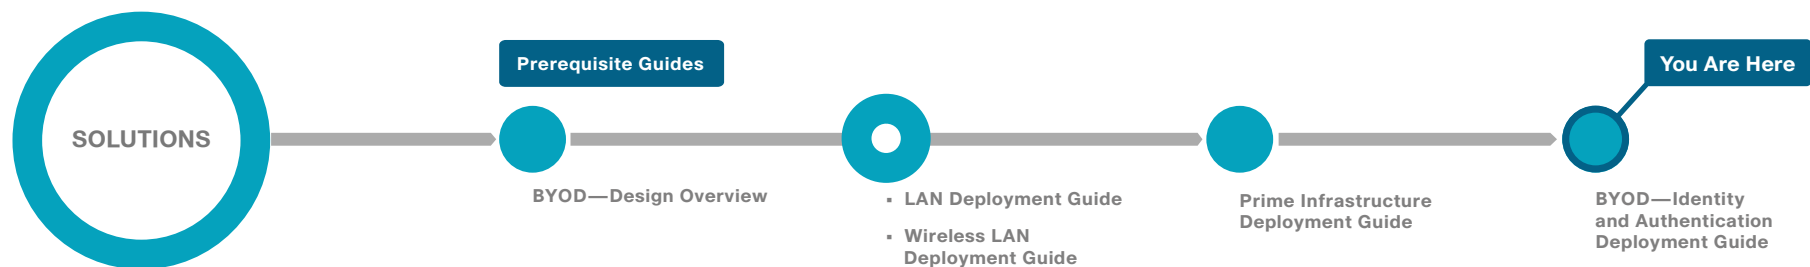 SOLUTIONS
Prerequisite Guides
You Are Here
BYOD—Design Overview
▪ LAN Deployment Guide
▪ Wireless LAN
Deployment Guide
Prime Infrastructure
Deployment Guide
BYOD—Identity
and Authentication
Deployment Guide